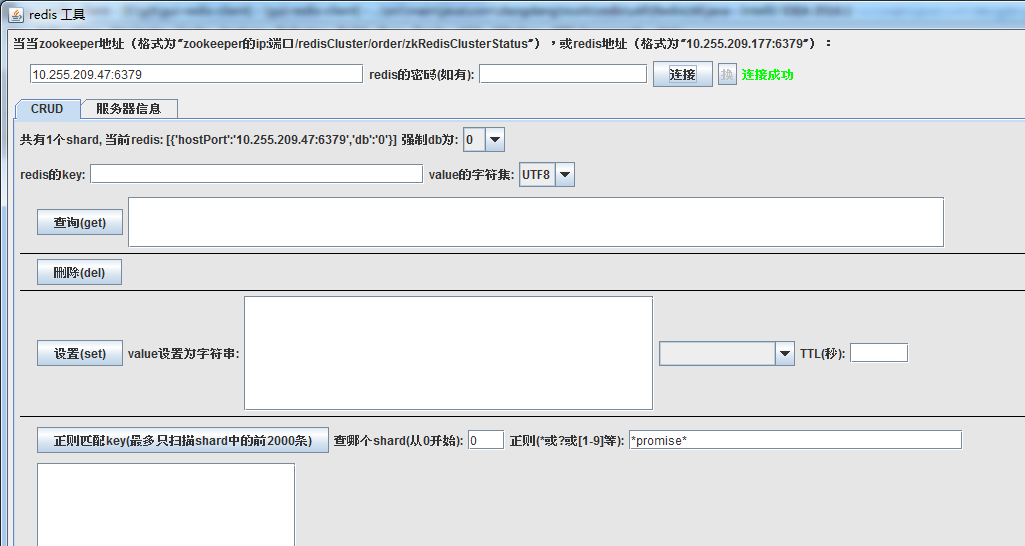 redis 工具
当当zookeeper地址（格式为“zookeeper的ip:端口/redisCluster/order/zkRedisClusterStatus”），或redis地址（格式为“10.255.209.177:6379”）：
10.255.209.47:6379 redis的密码(如有): 连接 换 连接成功
CRUD 服务器信息
共有1个shard, 当前redis: [{'hostPort':'10.255.209.47:6379','db':'0'}] 强制db为: 0
redis的key: value的字符集: UTF8
查询(get)
删除(del)
设置(set) value设置为字符串: TTL(秒):
正则匹配key(最多只扫描shard中的前2000条) 查哪个shard(从0开始): 0 正则(*或?或[1-9]等): *promise*